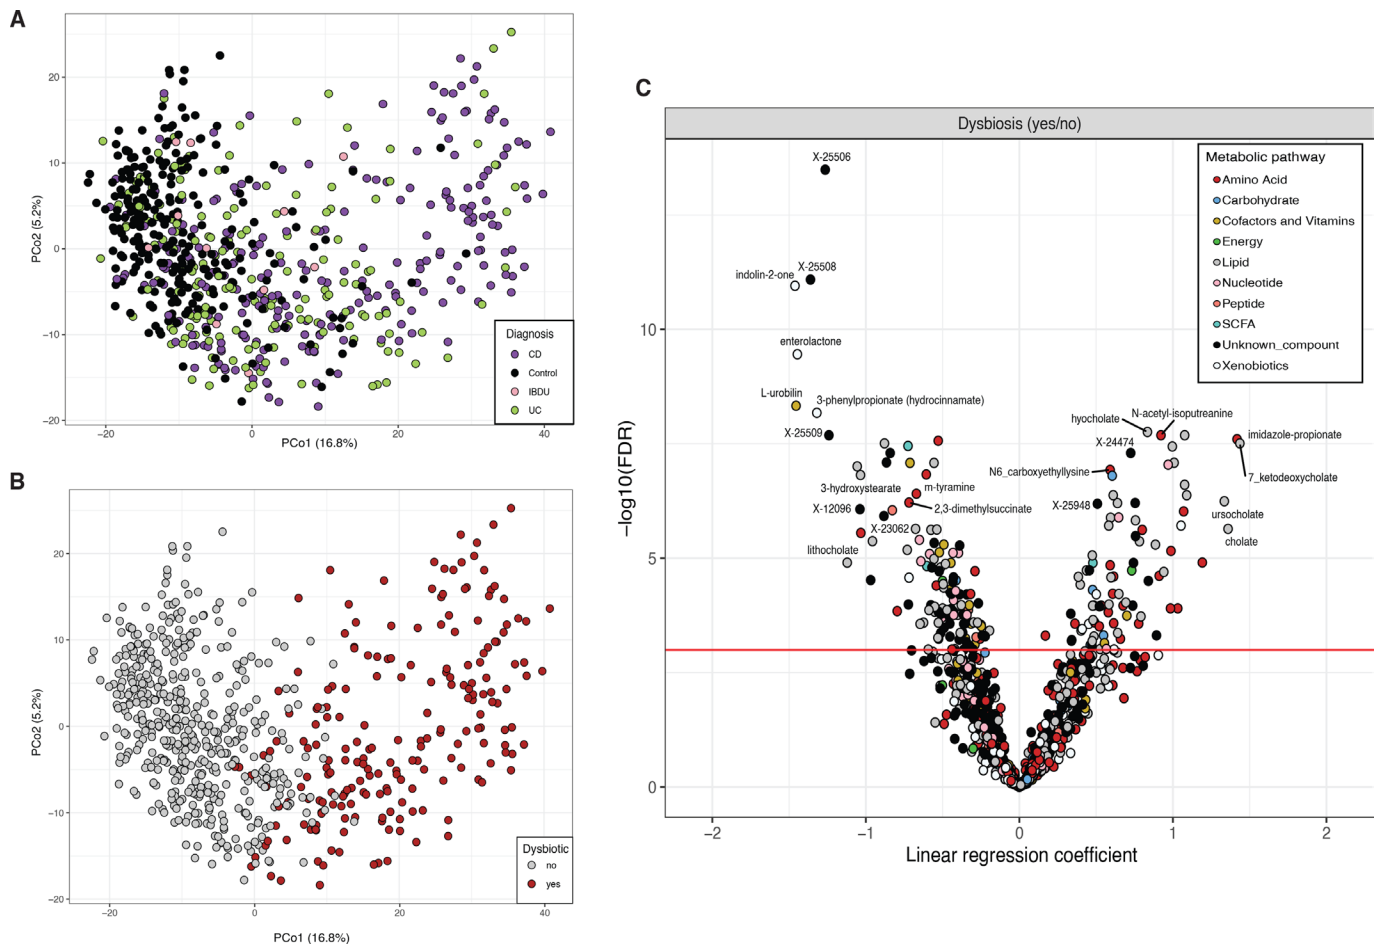 A
PCo2 (5.2%)
20
10
0
−10
−20
−20
0
20
40
PCo1 (16.8%)
Diagnosis
CD
Control
IBDU
UC
B
PCo2 (5.2%)
20
10
0
−10
−20
−20
0
20
40
PCo1 (16.8%)
Dysbiotic
no
yes
C
Dysbiosis (yes/no)
−log10(FDR)
10
5
0
−2
−1
0
1
2
Linear regression coefficient
Metabolic pathway
Amino Acid
Carbohydrate
Cofactors and Vitamins
Energy
Lipid
Nucleotide
Peptide
SCFA
Unknown_compound
Xenobiotics
X-25506
X-25508
indolin-2-one
enterolactone
L-urobilin
3-phenylpropionate (hydrocinnamate)
X-25509
3-hydroxystearate
m-tyramine
X-12096
2,3-dimethylsuccinate
X-23062
lithocholate
hyocholate
N-acetyl-isoputreanine
X-24474
imidazole-propionate
N6_carboxyethyllysine
7_ketodeoxycholate
X-25948
ursocholate
cholate